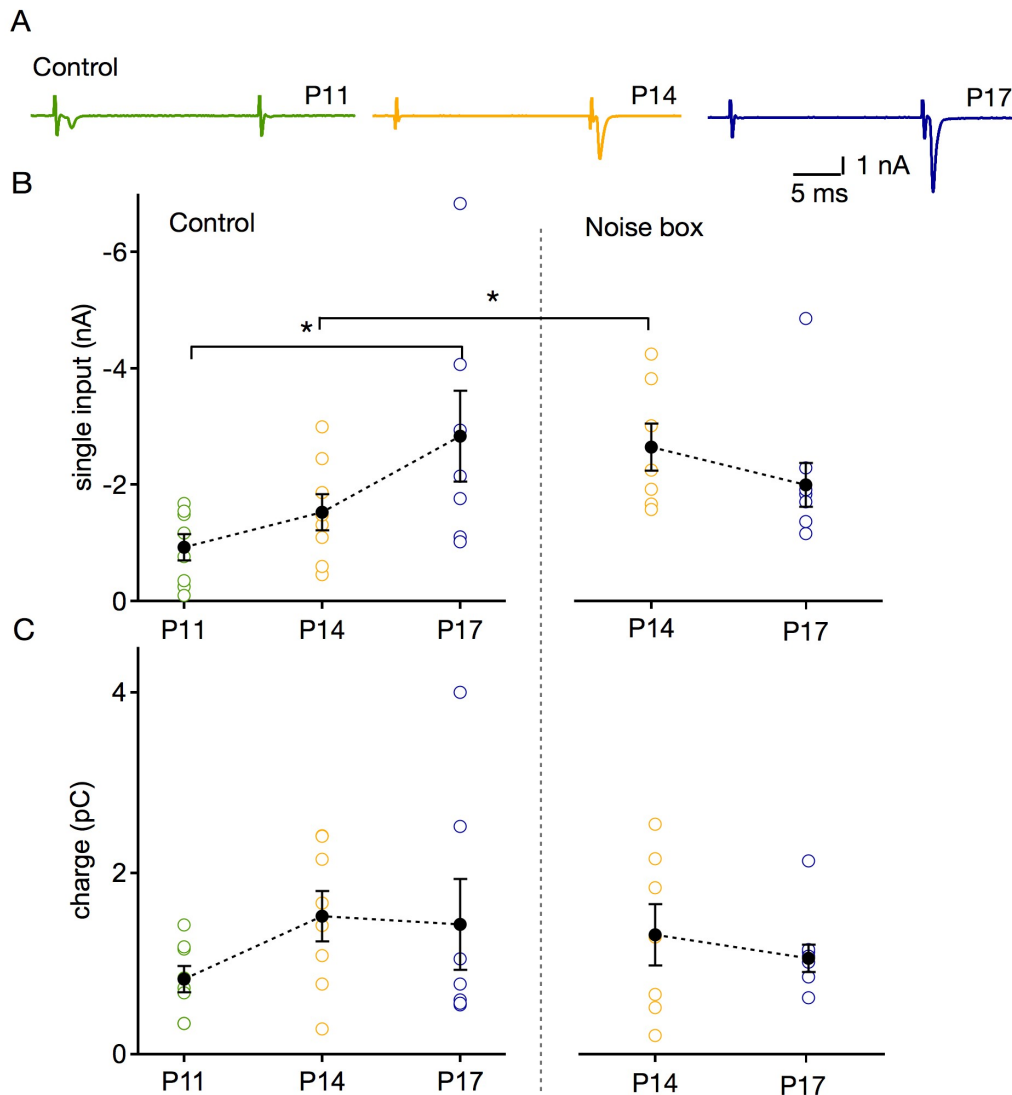 A
Control
P11
P14
P17
1 nA
5 ms
B
Control
Noise box
single input (nA)
-6
-4
-2
0
*
*
P11
P14
P17
P14
P17
C
charge (pC)
4
2
0
P11
P14
P17
P14
P17